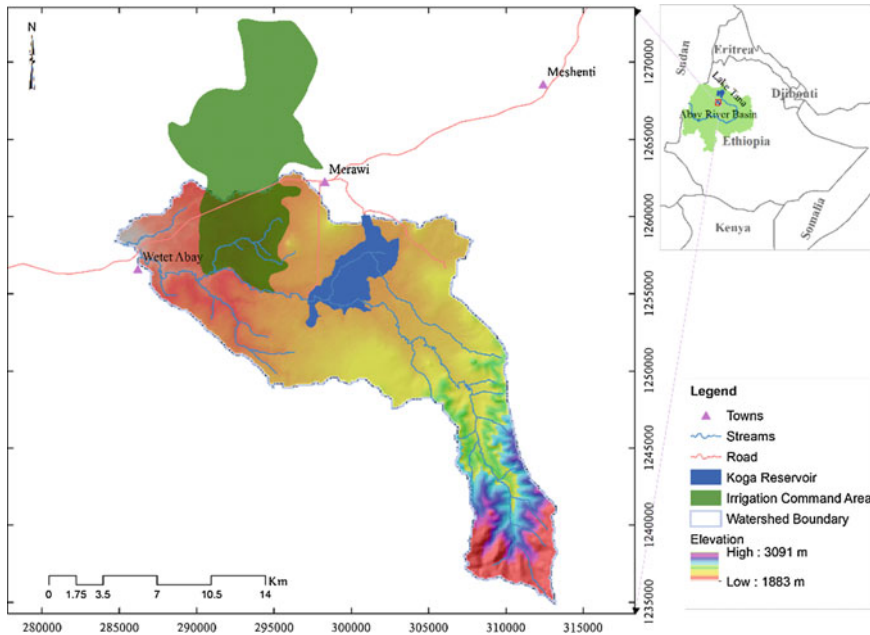 N
Meshenti
Merawi
Wetet Abay
Km
0 1.75 3.5 7 10.5 14
280000 285000 290000 295000 300000 305000 310000 315000
1270000
1265000
1260000
1255000
1250000
1245000
1240000
1235000
Sudan
Eritrea
Lake Tana
Djibouti
Abay River Basin
Ethiopia
Somalia
Kenya
Legend
Towns
Streams
Road
Koga Reservoir
Irrigation Command Area
Watershed Boundary
Elevation
High : 3091 m
Low : 1883 m